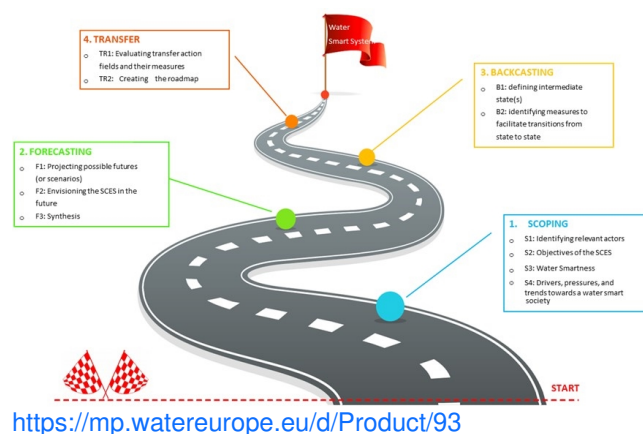 Water
Smart System
4. TRANSFER
o TR1: Evaluating transfer action
fields and their measures
o TR2: Creating the roadmap
3. BACKCASTING
o B1: defining intermediate
state(s)
o B2: identifying measures to
facilitate transitions from
state to state
2. FORECASTING
o F1: Projecting possible futures
(or scenarios)
o F2: Envisioning the SCES in the
future
o F3: Synthesis
1. SCOPING
o S1: Identifying relevant actors
o S2: Objectives of the SCES
o S3: Water Smartness
o S4: Drivers, pressures, and
trends towards a water smart
society
START
https://mp.watereurope.eu/d/Product/93